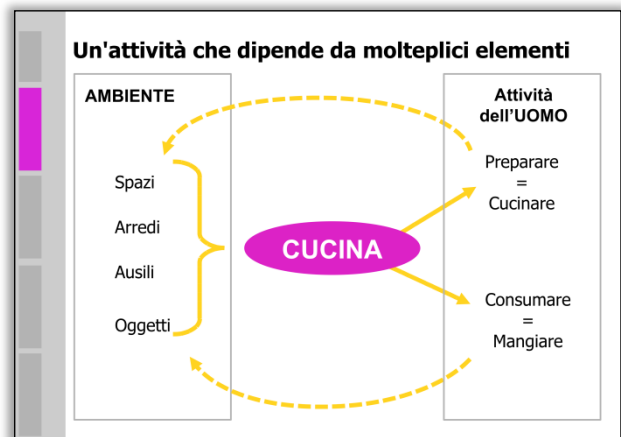 Un'attività che dipende da molteplici elementi
AMBIENTE
Spazi
Arredi
Ausili
Oggetti
CUCINA
Attività
dell'UOMO
Preparare
=
Cucinare
Consumare
=
Mangiare